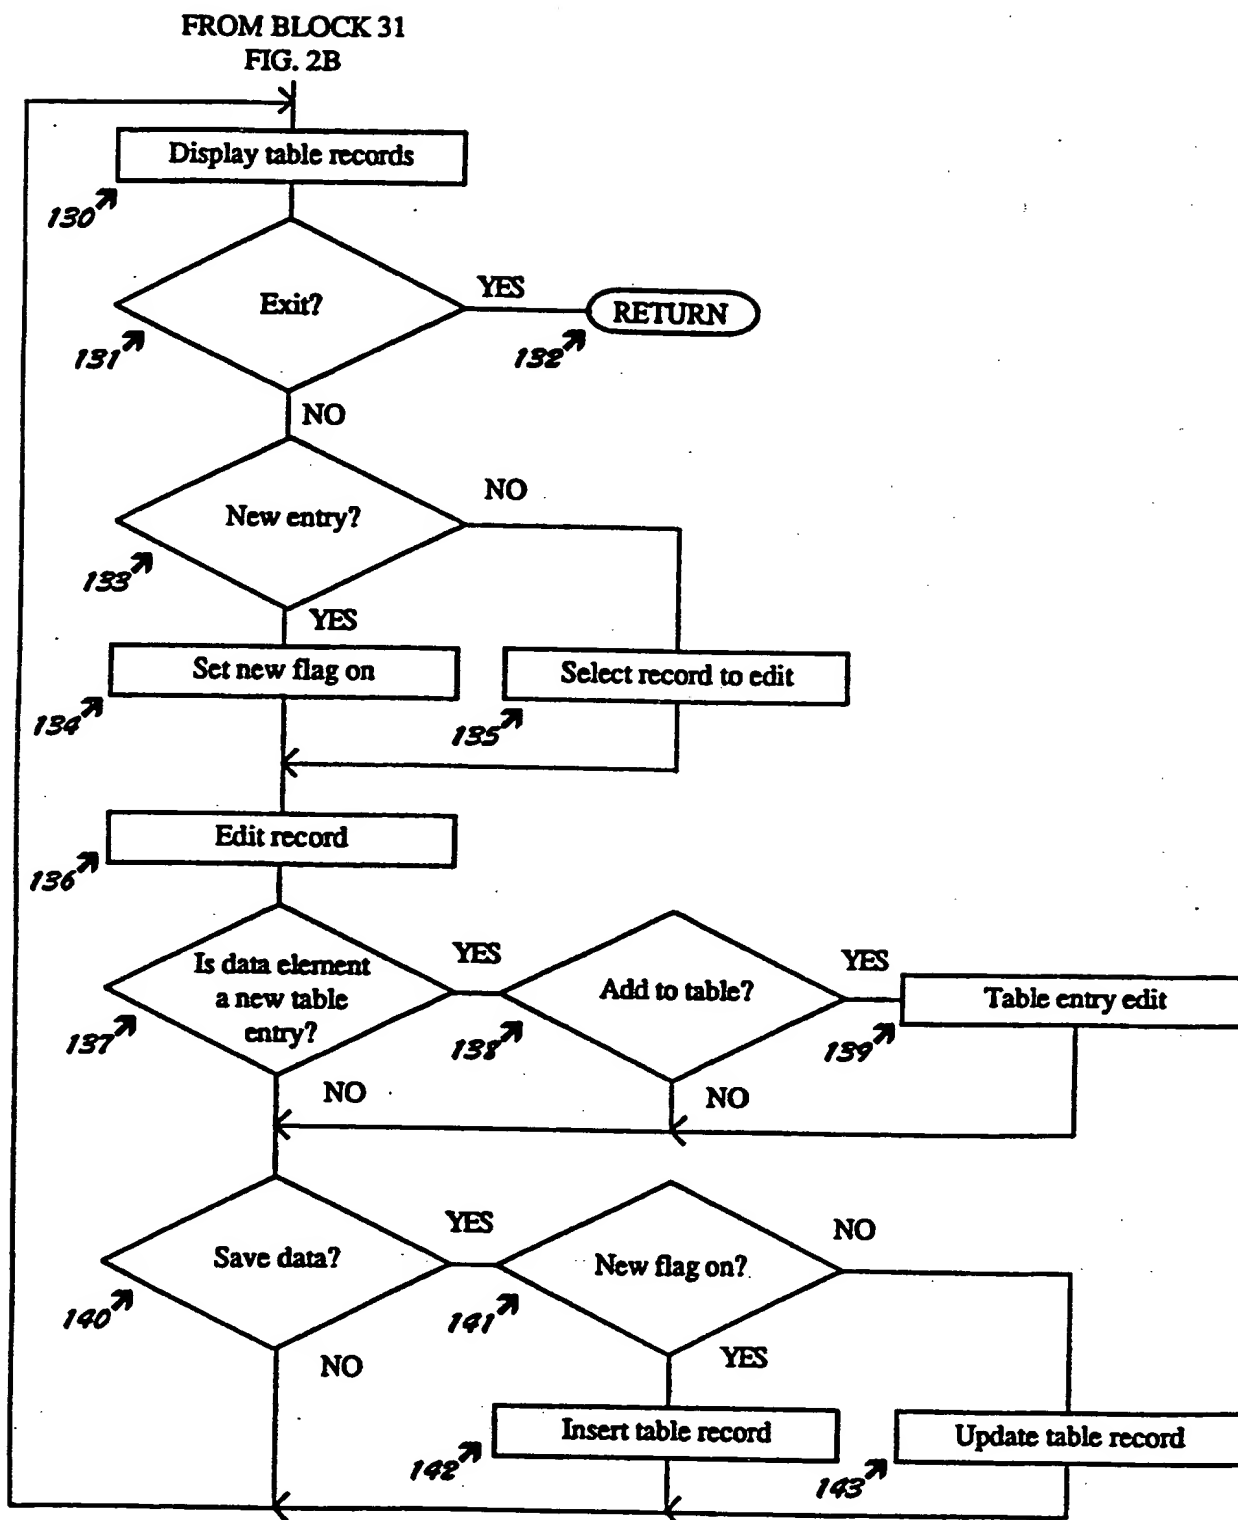 FROM BLOCK 31
FIG. 2B
Display table records
130
Exit?
YES
RETURN
131
132
NO
New entry?
NO
133
YES
Set new flag on
Select record to edit
134
135
Edit record
136
Is data element
a new table
entry?
YES
Add to table?
YES
Table entry edit
137
138
139
NO
NO
Save data?
YES
New flag on?
NO
140
141
NO
YES
Insert table record
Update table record
142
143